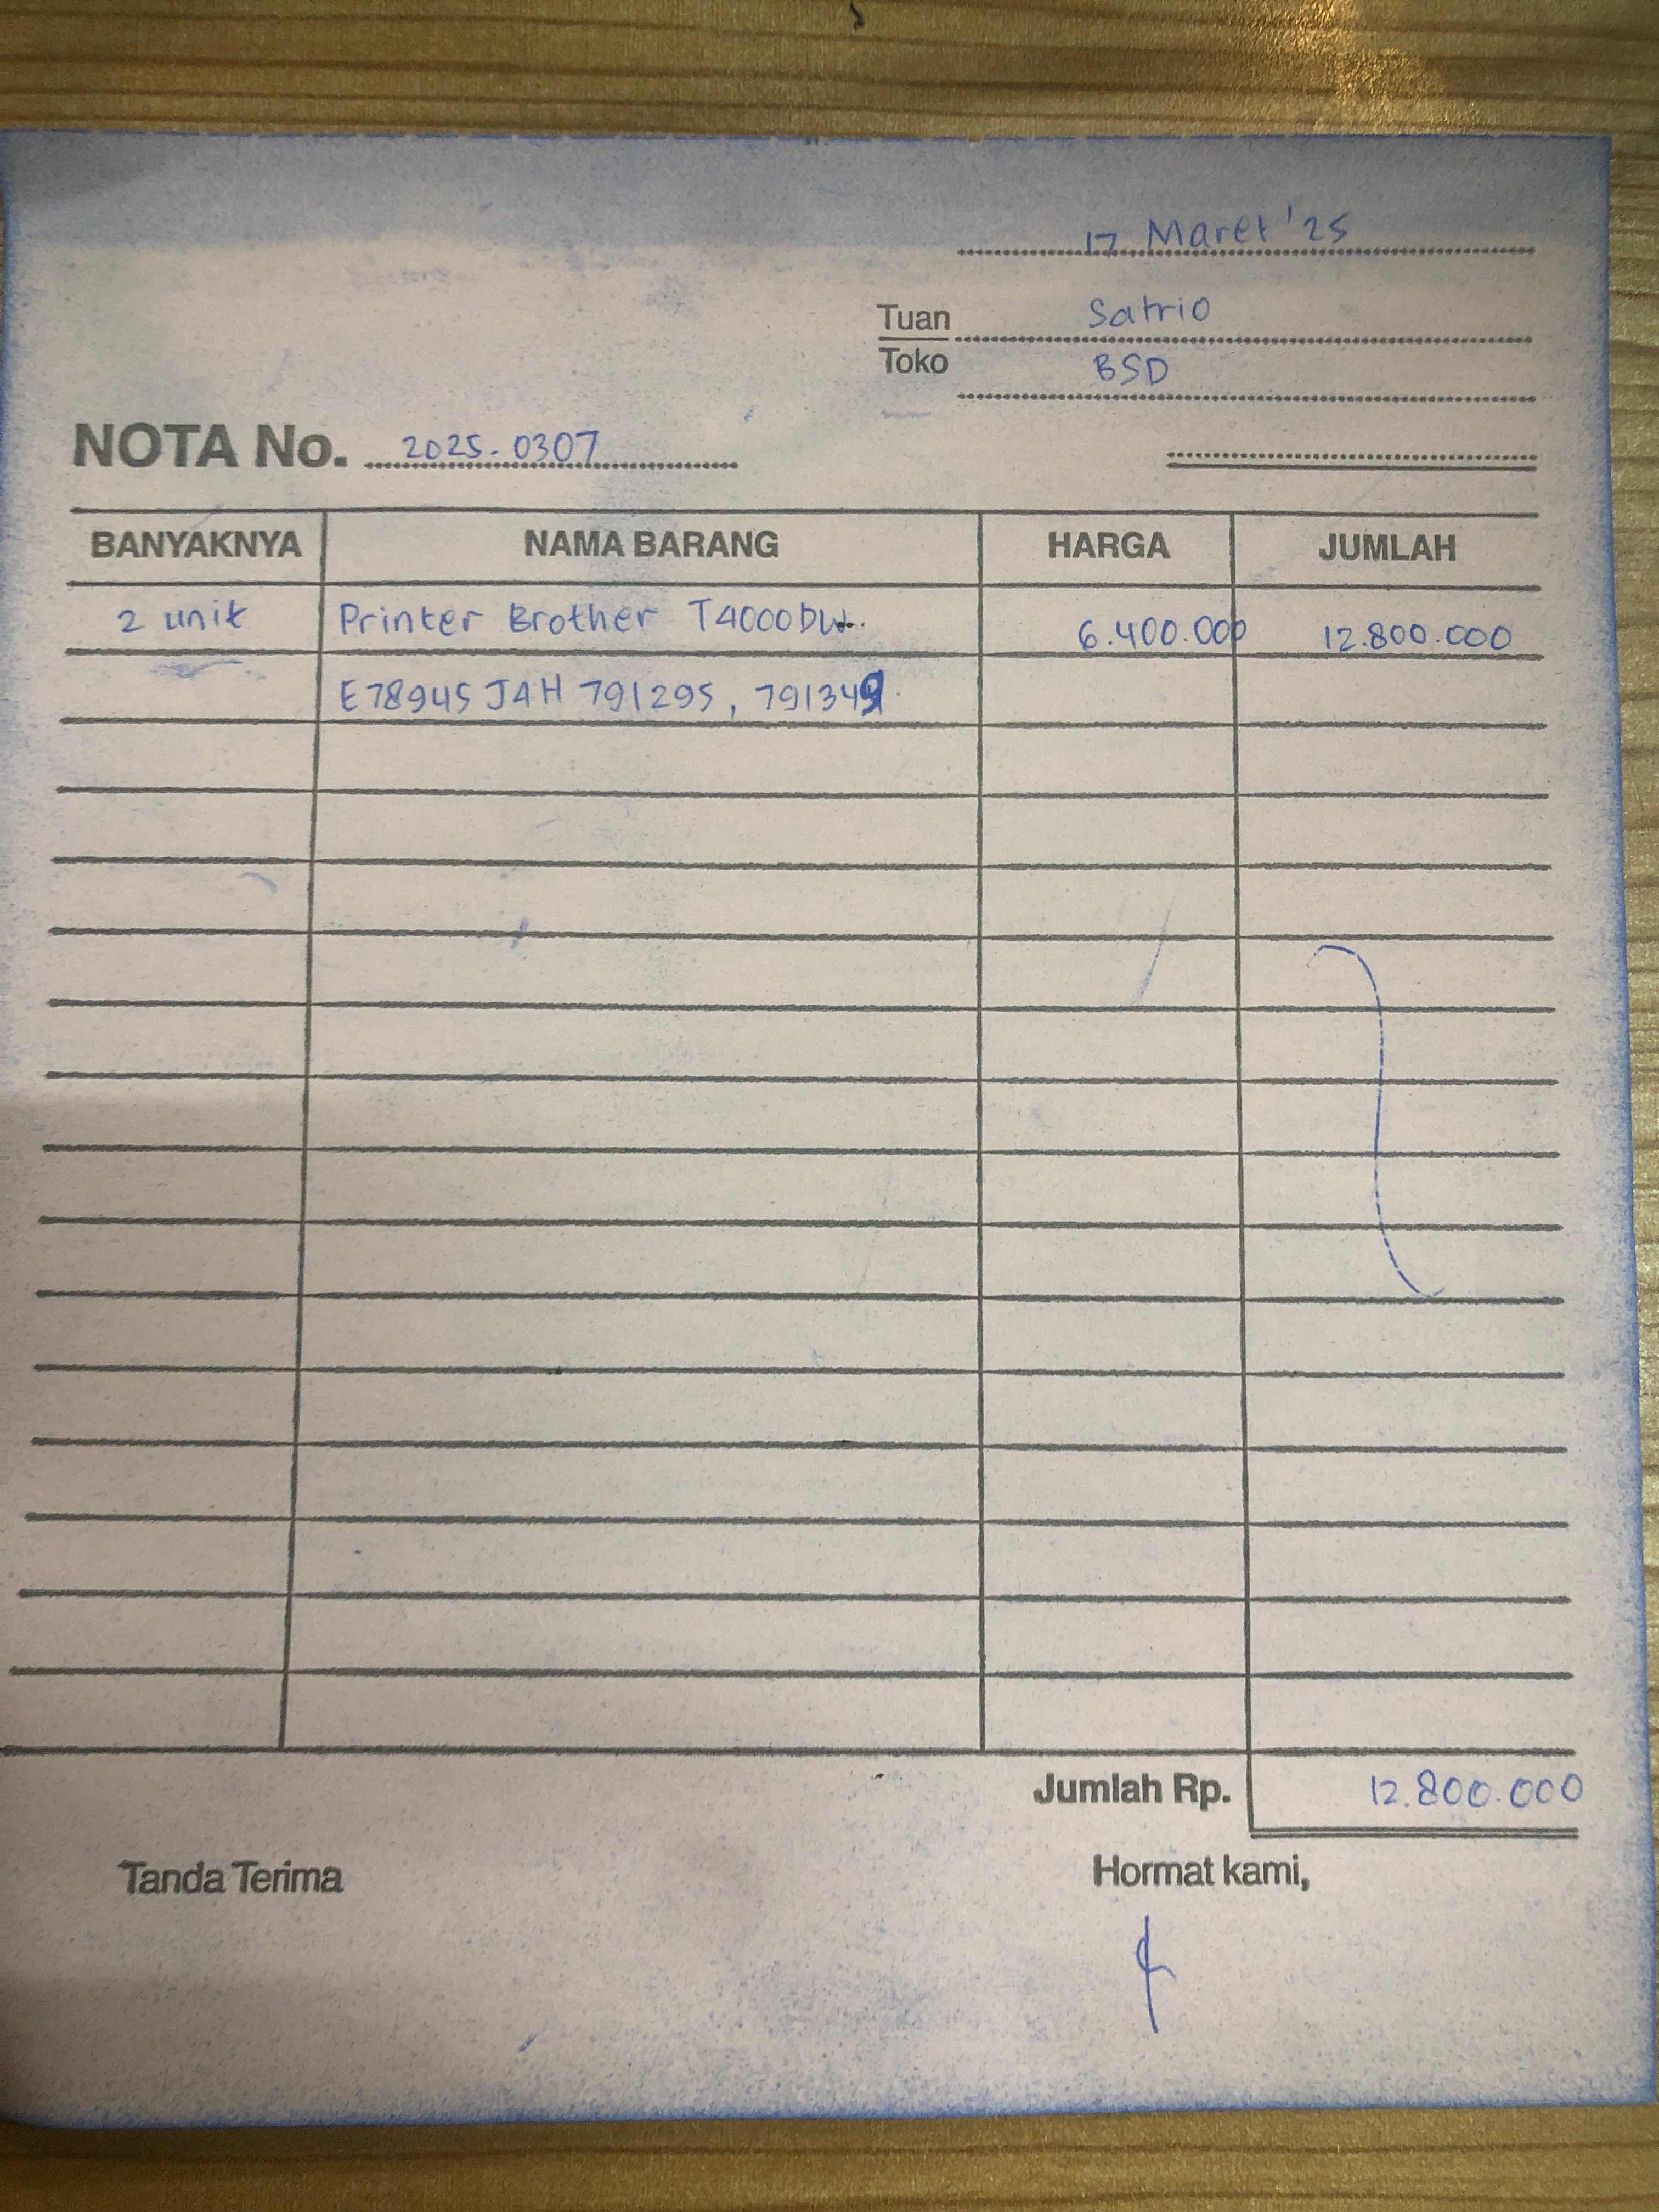 17 Maret '25
Tuan Satrio
Toko BSD
NOTA No. 2025.0307
BANYAKNYA NAMA BARANG HARGA JUMLAH
2 unit Printer Brother T4000DW 6.400.000 12.800.000
E78945 J4H 791295, 791349
Jumlah Rp. 12.800.000
Tanda Terima Hormat kami,